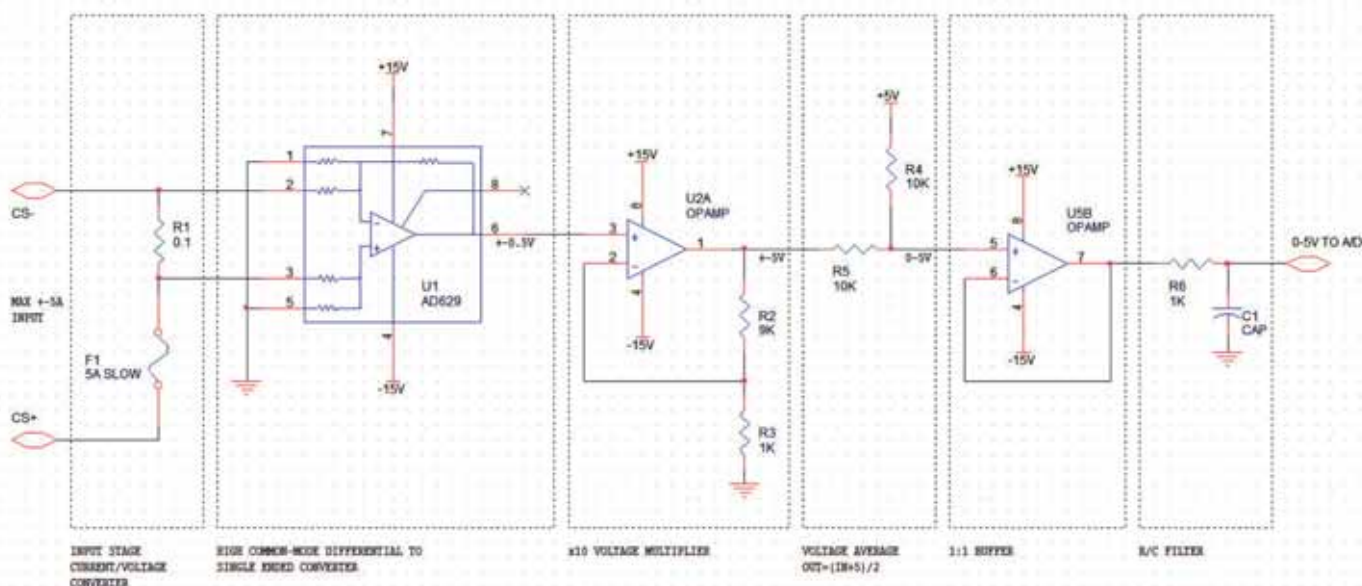 CS-
R1
0.1
MAX +-5A
INPUT
F1
5A SLOW
CS+
INPUT STAGE
CURRENT/VOLTAGE
CONVERTER
+15V
7
1
2
8
6
+-0.5V
3
5
U1
AD629
4
-15V
HIGH COMMON-MODE DIFFERENTIAL TO
SINGLE ENDED CONVERTER
+15V
U2A
OPAMP
8
3
1
2
4
-15V
+-5V
R2
9K
R3
1K
x10 VOLTAGE MULTIPLIER
+5V
R4
10K
R5
10K
0-5V
VOLTAGE AVERAGE
OUT=(IN+5)/2
+15V
U5B
OPAMP
8
5
7
6
4
-15V
1:1 BUFFER
R6
1K
C1
CAP
0-5V TO A/D
R/C FILTER